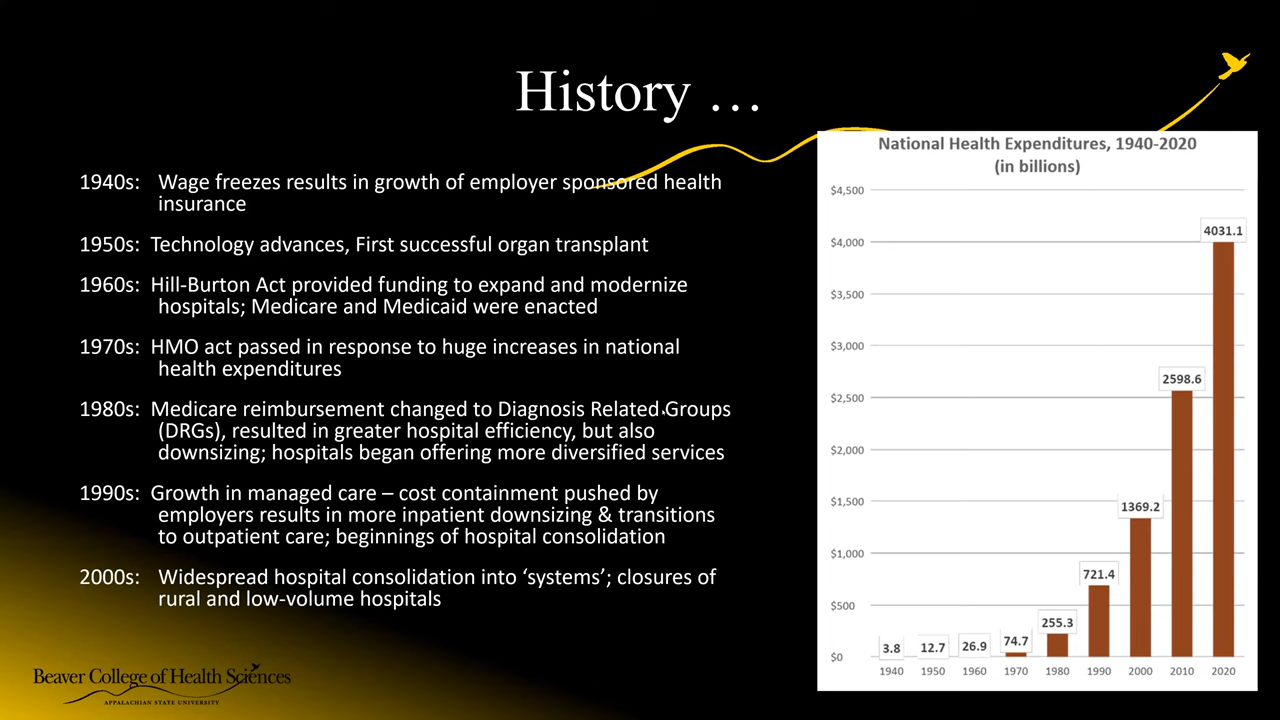 History …
1940s: Wage freezes results in growth of employer sponsored health
insurance
1950s: Technology advances, First successful organ transplant
1960s: Hill-Burton Act provided funding to expand and modernize
hospitals; Medicare and Medicaid were enacted
1970s: HMO act passed in response to huge increases in national
health expenditures
1980s: Medicare reimbursement changed to Diagnosis Related Groups
(DRGs), resulted in greater hospital efficiency, but also
downsizing; hospitals began offering more diversified services
1990s: Growth in managed care – cost containment pushed by
employers results in more inpatient downsizing & transitions
to outpatient care; beginnings of hospital consolidation
2000s: Widespread hospital consolidation into ‘systems’; closures of
rural and low-volume hospitals
Beaver College of Health Sciences
APPALACHIAN STATE UNIVERSITY
National Health Expenditures, 1940-2020
(in billions)
$4,500
$4,000
$3,500
$3,000
$2,500
$2,000
$1,500
$1,000
$500
$0
3.8
12.7
26.9
74.7
255.3
721.4
1369.2
2598.6
4031.1
1940 1950 1960 1970 1980 1990 2000 2010 2020